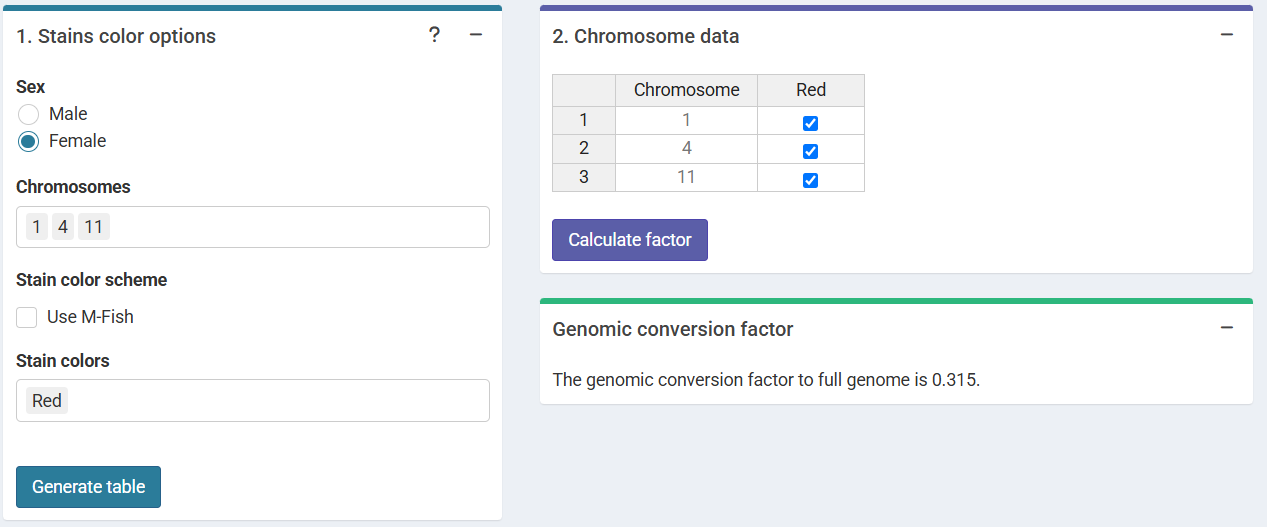 1. Stains color options ? −
Sex
Male
Female
Chromosomes
1 4 11
Stain color scheme
Use M-Fish
Stain colors
Red
Generate table
2. Chromosome data −
Chromosome Red
1 1
2 4
3 11
Calculate factor
Genomic conversion factor −
The genomic conversion factor to full genome is 0.315.